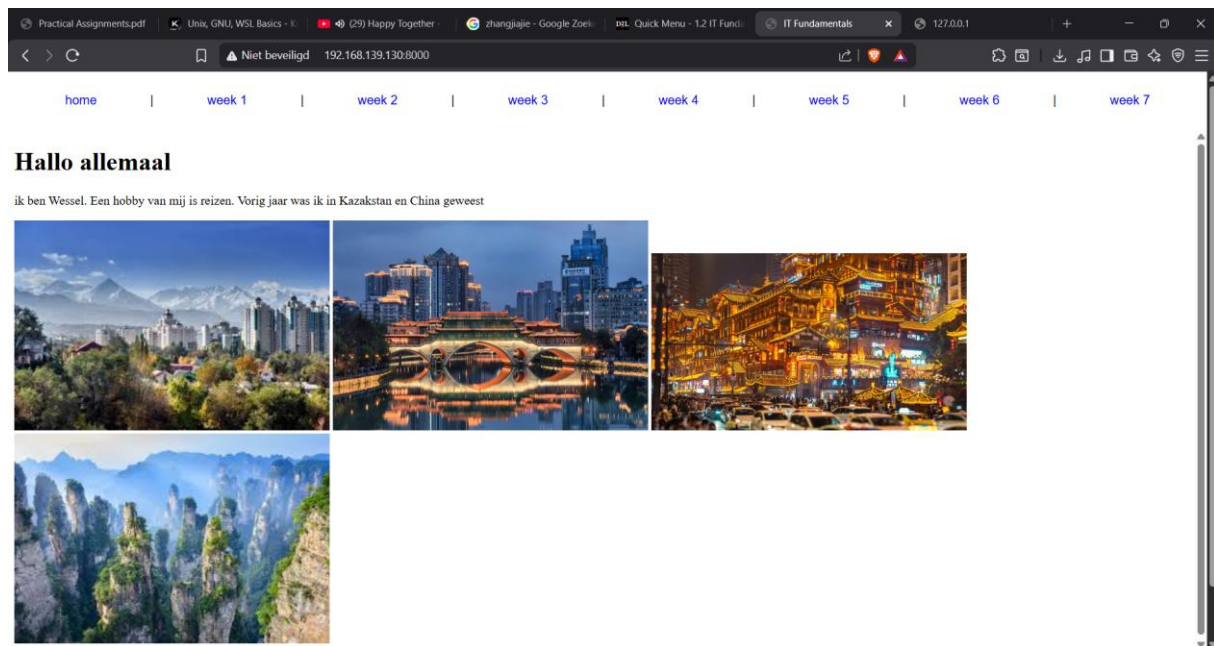 Practical Assignments.pdf
Unix, GNU, WSL Basics -
(29) Happy Together -
zhangjiajie - Google Zoek
DIL Quick Menu - 1.2 IT Funda
IT Fundamentals
127.0.0.1
Niet beveiligd 192.168.139.130:8000
home | week 1 | week 2 | week 3 | week 4 | week 5 | week 6 | week 7
Hallo allemaal
ik ben Wessel. Een hobby van mij is reizen. Vorig jaar was ik in Kazakstan en China geweest